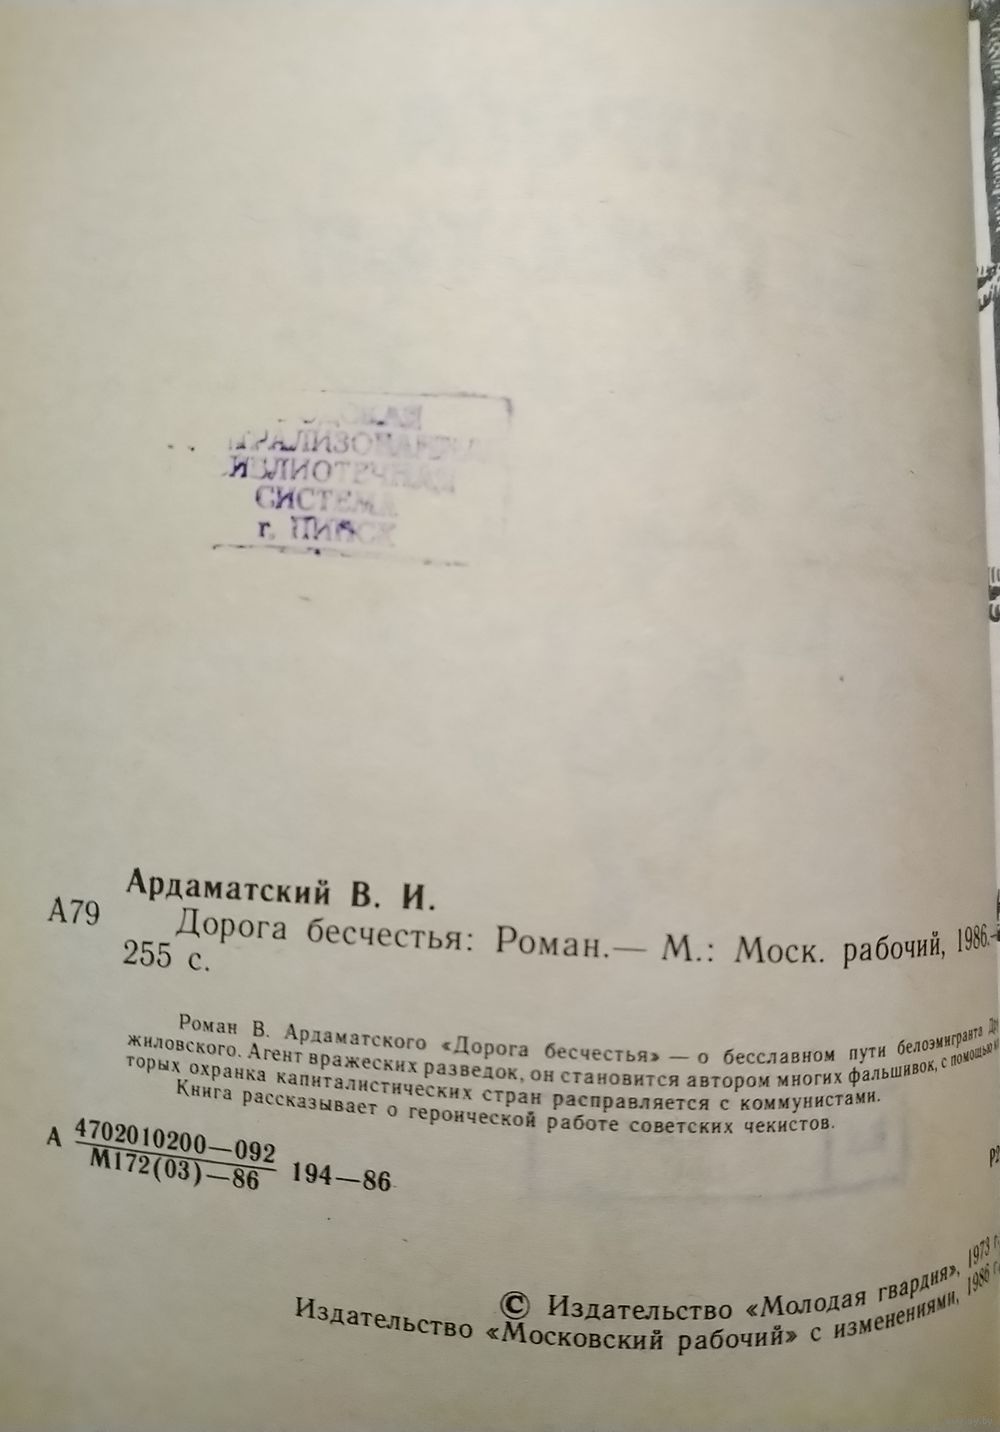 СИСТЕМА
г. ПИНСК
Ардаматский В. И.
А79 Дорога бесчестья: Роман.— М.: Моск. рабочий, 1986.—
255 с.
Роман В. Ардаматского «Дорога бесчестья» — о бесславном пути белоэмигранта
жиловского. Агент вражеских разведок, он становится автором многих фальшивок, с помощью
торых охранка капиталистических стран расправляется с коммунистами.
Книга рассказывает о героической работе советских чекистов.
А 4702010200—092
М172(03)—86 194—86
© Издательство «Молодая гвардия», 1973 г.
Издательство «Московский рабочий» с изменениями, 1986 г.